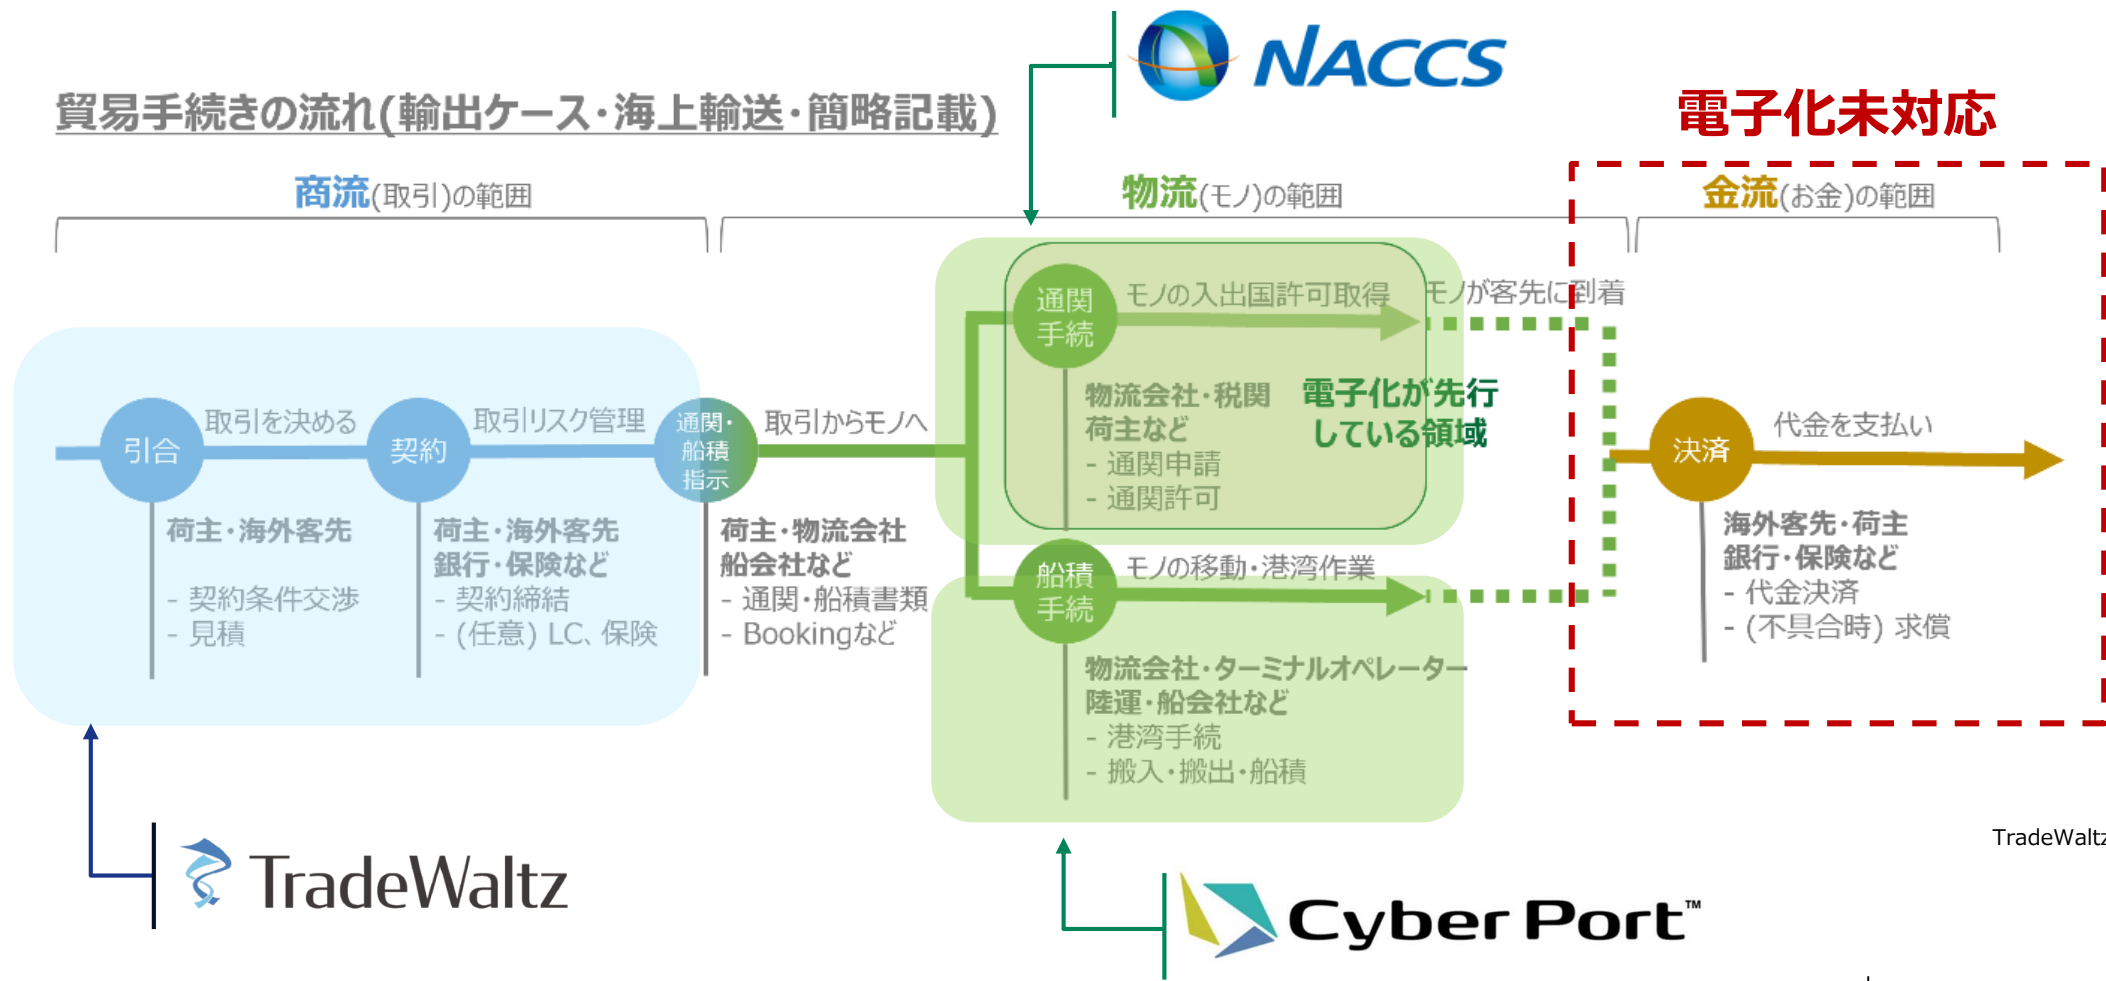 NACCS
貿易手続きの流れ(輸出ケース・海上輸送・簡略記載)
電子化未対応
商流(取引)の範囲
物流(モノ)の範囲
金流(お金)の範囲
引合
取引を決める
荷主・海外客先
- 契約条件交渉
- 見積
契約
取引リスク管理
荷主・海外客先
銀行・保険など
- 契約締結
- (任意) LC、保険
通関・
船積
指示
取引からモノへ
荷主・物流会社
船会社など
- 通関・船積書類
- Bookingなど
通関
手続
モノの入出国許可取得
モノが客先に到着
物流会社・税関
荷主など
- 通関申請
- 通関許可
電子化が先行
している領域
船積
手続
モノの移動・港湾作業
物流会社・ターミナルオペレーター
陸運・船会社など
- 港湾手続
- 搬入・搬出・船積
決済
代金を支払い
海外客先・荷主
銀行・保険など
- 代金決済
- (不具合時) 求償
TradeWaltz
TradeWaltz
Cyber Port™